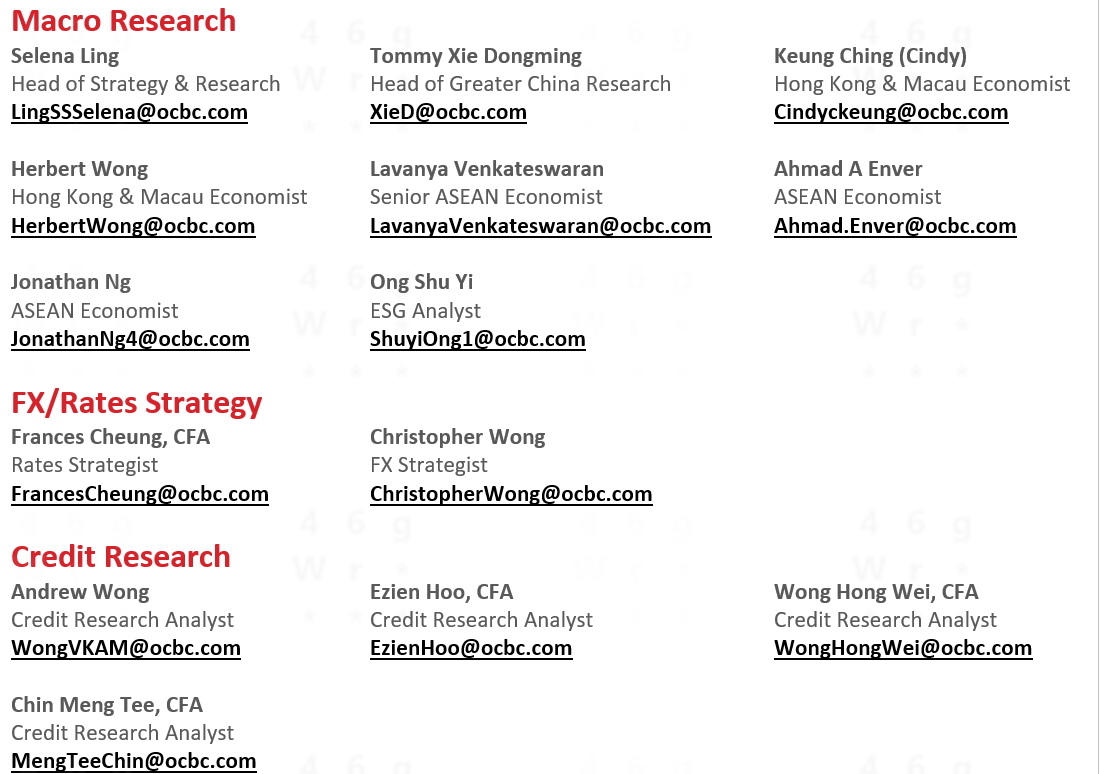 Macro Research
Selena Ling
Head of Strategy & Research
LingSSSelena@ocbc.com
Tommy Xie Dongming
Head of Greater China Research
XieD@ocbc.com
Keung Ching (Cindy)
Hong Kong & Macau Economist
Cindyckeung@ocbc.com
Herbert Wong
Hong Kong & Macau Economist
HerbertWong@ocbc.com
Lavanya Venkateswaran
Senior ASEAN Economist
LavanyaVenkateswaran@ocbc.com
Ahmad A Enver
ASEAN Economist
Ahmad.Enver@ocbc.com
Jonathan Ng
ASEAN Economist
JonathanNg4@ocbc.com
Ong Shu Yi
ESG Analyst
ShuyiOng1@ocbc.com
FX/Rates Strategy
Frances Cheung, CFA
Rates Strategist
FrancesCheung@ocbc.com
Christopher Wong
FX Strategist
ChristopherWong@ocbc.com
Credit Research
Andrew Wong
Credit Research Analyst
WongVKAM@ocbc.com
Ezien Hoo, CFA
Credit Research Analyst
EzienHoo@ocbc.com
Wong Hong Wei, CFA
Credit Research Analyst
WongHongWei@ocbc.com
Chin Meng Tee, CFA
Credit Research Analyst
MengTeeChin@ocbc.com
4 6 g
W r *
* * *